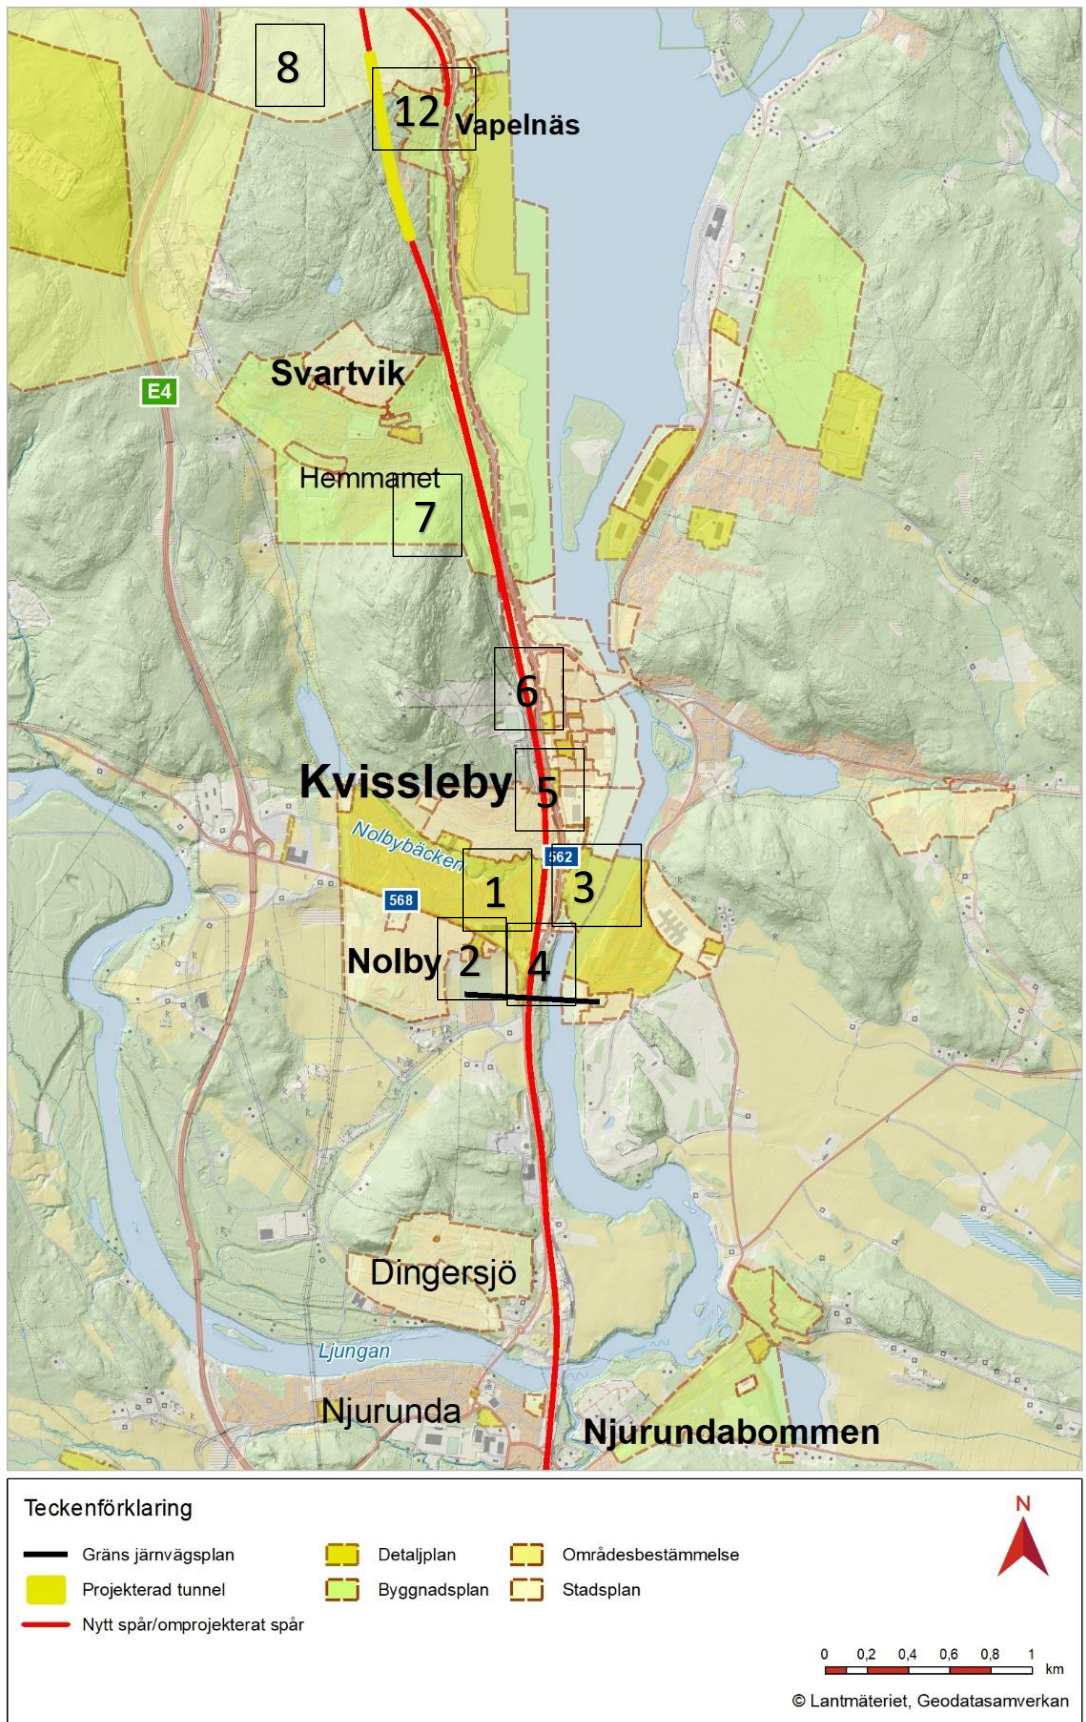 8
12
Vapelnäs
Svartvik
E4
Hemmanet
7
6
Kvissleby
5
Nolbybäcken
562
568
1
3
Nolby
2
4
Dingersjö
Ljungan
Njurunda
Njurundabommen
Teckenförklaring
N
Gräns järnvägsplan
Detaljplan
Områdesbestämmelse
Projekterad tunnel
Byggnadsplan
Stadsplan
Nytt spår/omprojekterat spår
0 0,2 0,4 0,6 0,8 1
km
© Lantmäteriet, Geodatasamverkan